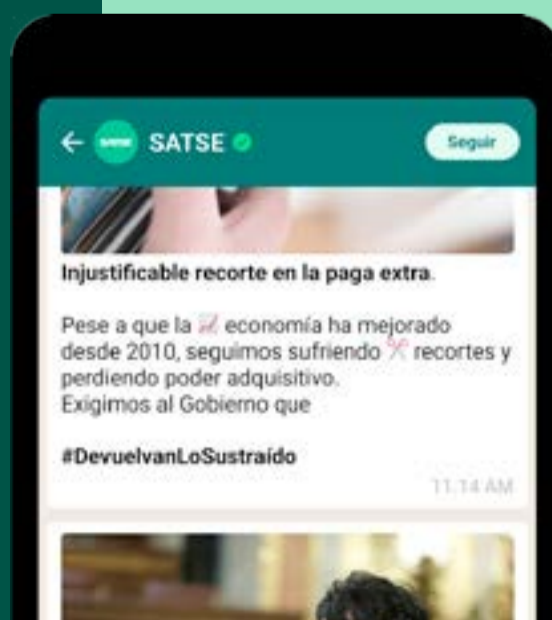 SATSE
Seguir
Injustificable recorte en la paga extra.
Pese a que la 📈 economía ha mejorado
desde 2010, seguimos sufriendo ✂ recortes y
perdiendo poder adquisitivo.
Exigimos al Gobierno que
#DevuelvanLoSustraído
11:14 AM